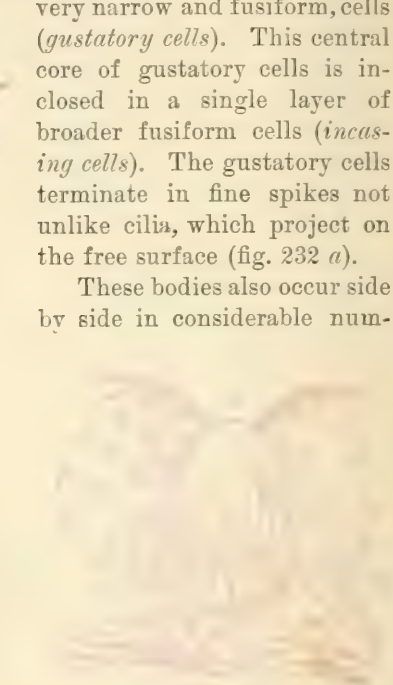 very narrow and fusiform, cells
(gustatory cells). This central
core of gustatory cells is in-
closed in a single layer of
broader fusiform cells (incas-
ing cells). The gustatory cells
terminate in fine spikes not
unlike cilia, which project on
the free surface (fig. 232 a).
These bodies also occur side
by side in considerable num-